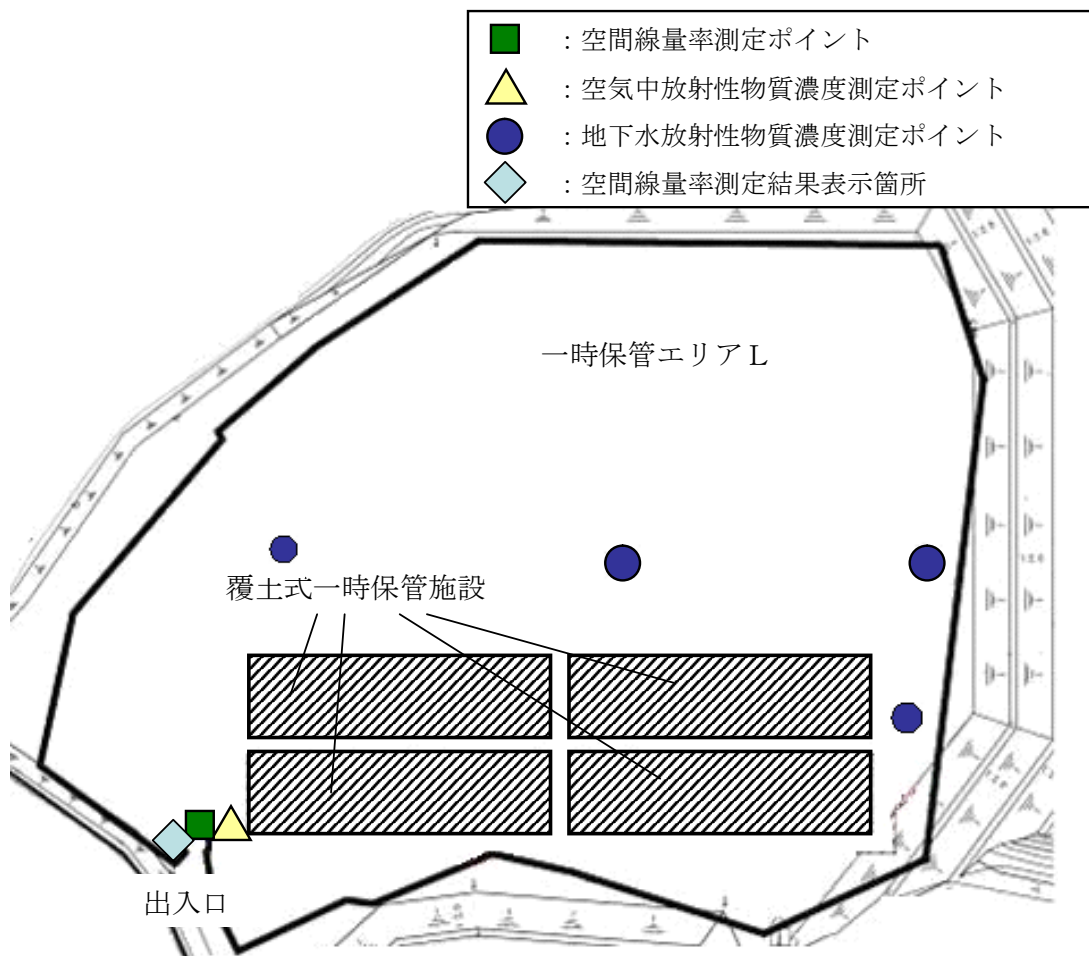 ：空間線量率測定ポイント
：空気中放射性物質濃度測定ポイント
：地下水放射性物質濃度測定ポイント
：空間線量率測定結果表示箇所
一時保管エリアＬ
覆土式一時保管施設
出入口